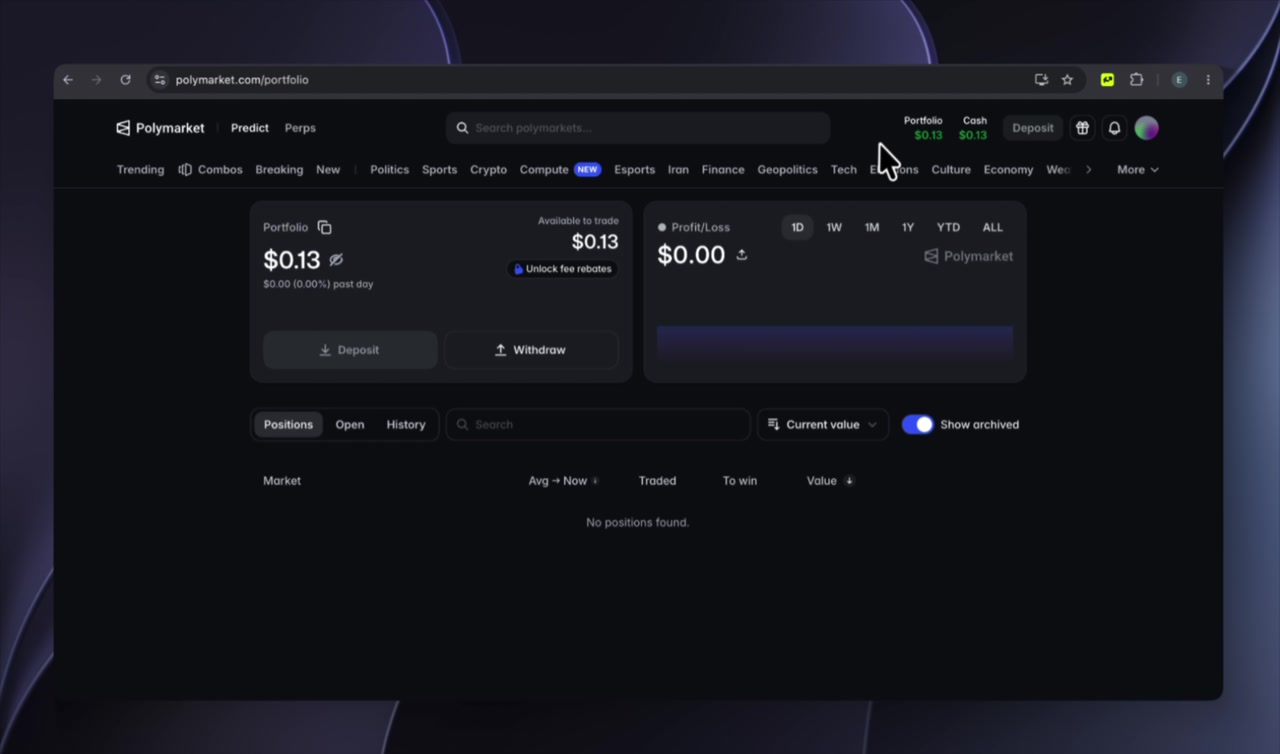 polymarket.com/portfolio
E
Polymarket
Predict
Perps
Search polymarkets...
Portfolio
$0.13
Cash
$0.13
Deposit
Trending
Combos
Breaking
New
Politics
Sports
Crypto
Compute NEW
Esports
Iran
Finance
Geopolitics
Tech
Culture
Economy
More
Portfolio
$0.13
$0.00 (0.00%) past day
Available to trade
$0.13
Unlock fee rebates
Deposit
Withdraw
Profit/Loss
$0.00
1D
1W
1M
1Y
YTD
ALL
Polymarket
Positions
Open
History
Search
Current value
Show archived
Market
Avg → Now
Traded
To win
Value
No positions found.